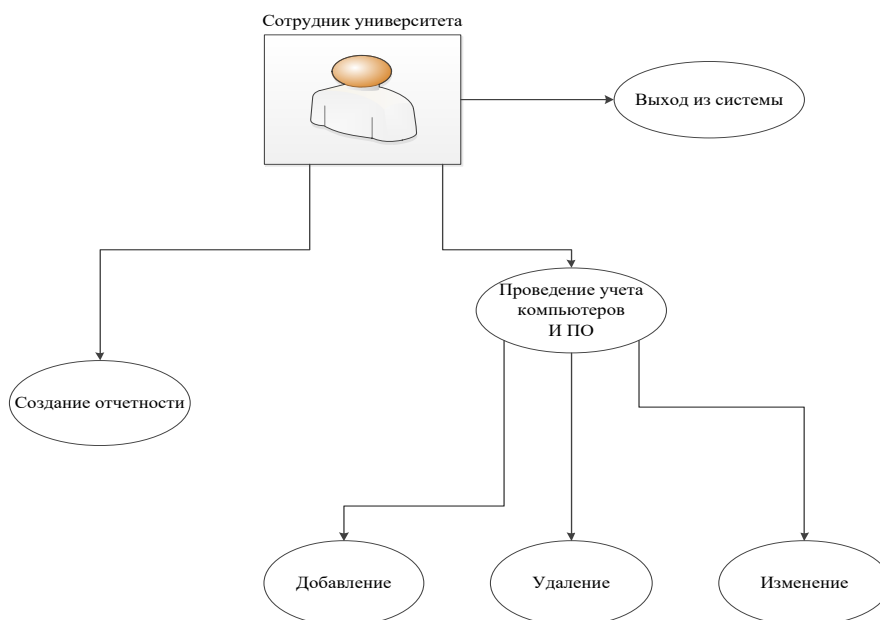 Сотрудник университета
Выход из системы
Проведение учета
компьютеров
И ПО
Создание отчетности
Добавление
Удаление
Изменение